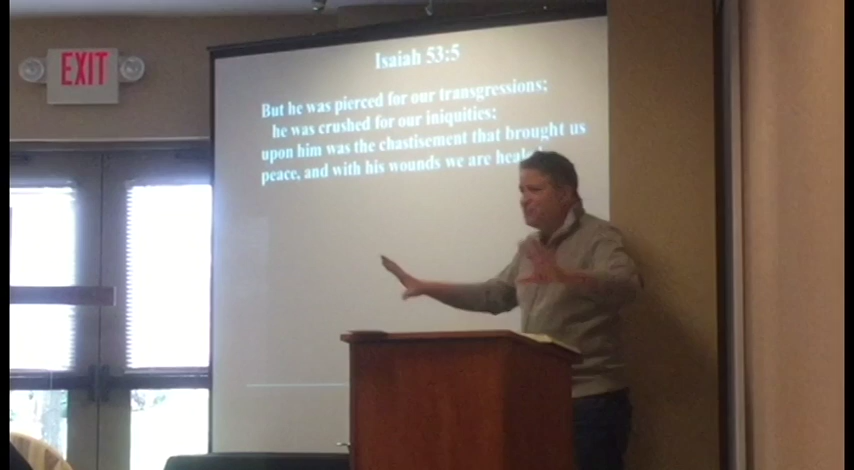 EXIT
Isaiah 53:5
But he was pierced for our transgressions;
he was crushed for our iniquities;
upon him was the chastisement that brought us
peace, and with his wounds we are